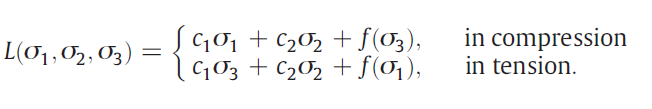 L(σ₁, σ₂, σ₃) = { c₁σ₁ + c₂σ₂ + f(σ₃), in compression
c₁σ₃ + c₂σ₂ + f(σ₁), in tension.